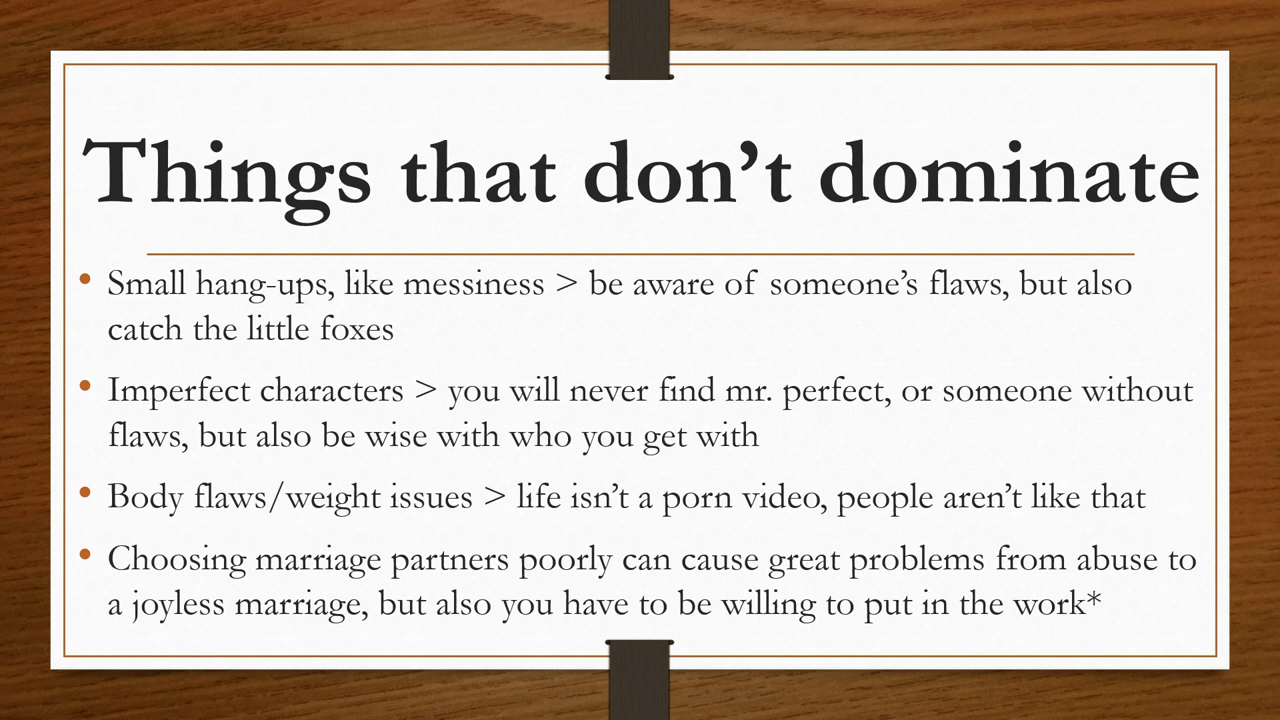 Things that don’t dominate
• Small hang-ups, like messiness > be aware of someone’s flaws, but also
catch the little foxes
• Imperfect characters > you will never find mr. perfect, or someone without
flaws, but also be wise with who you get with
• Body flaws/weight issues > life isn’t a porn video, people aren’t like that
• Choosing marriage partners poorly can cause great problems from abuse to
a joyless marriage, but also you have to be willing to put in the work*